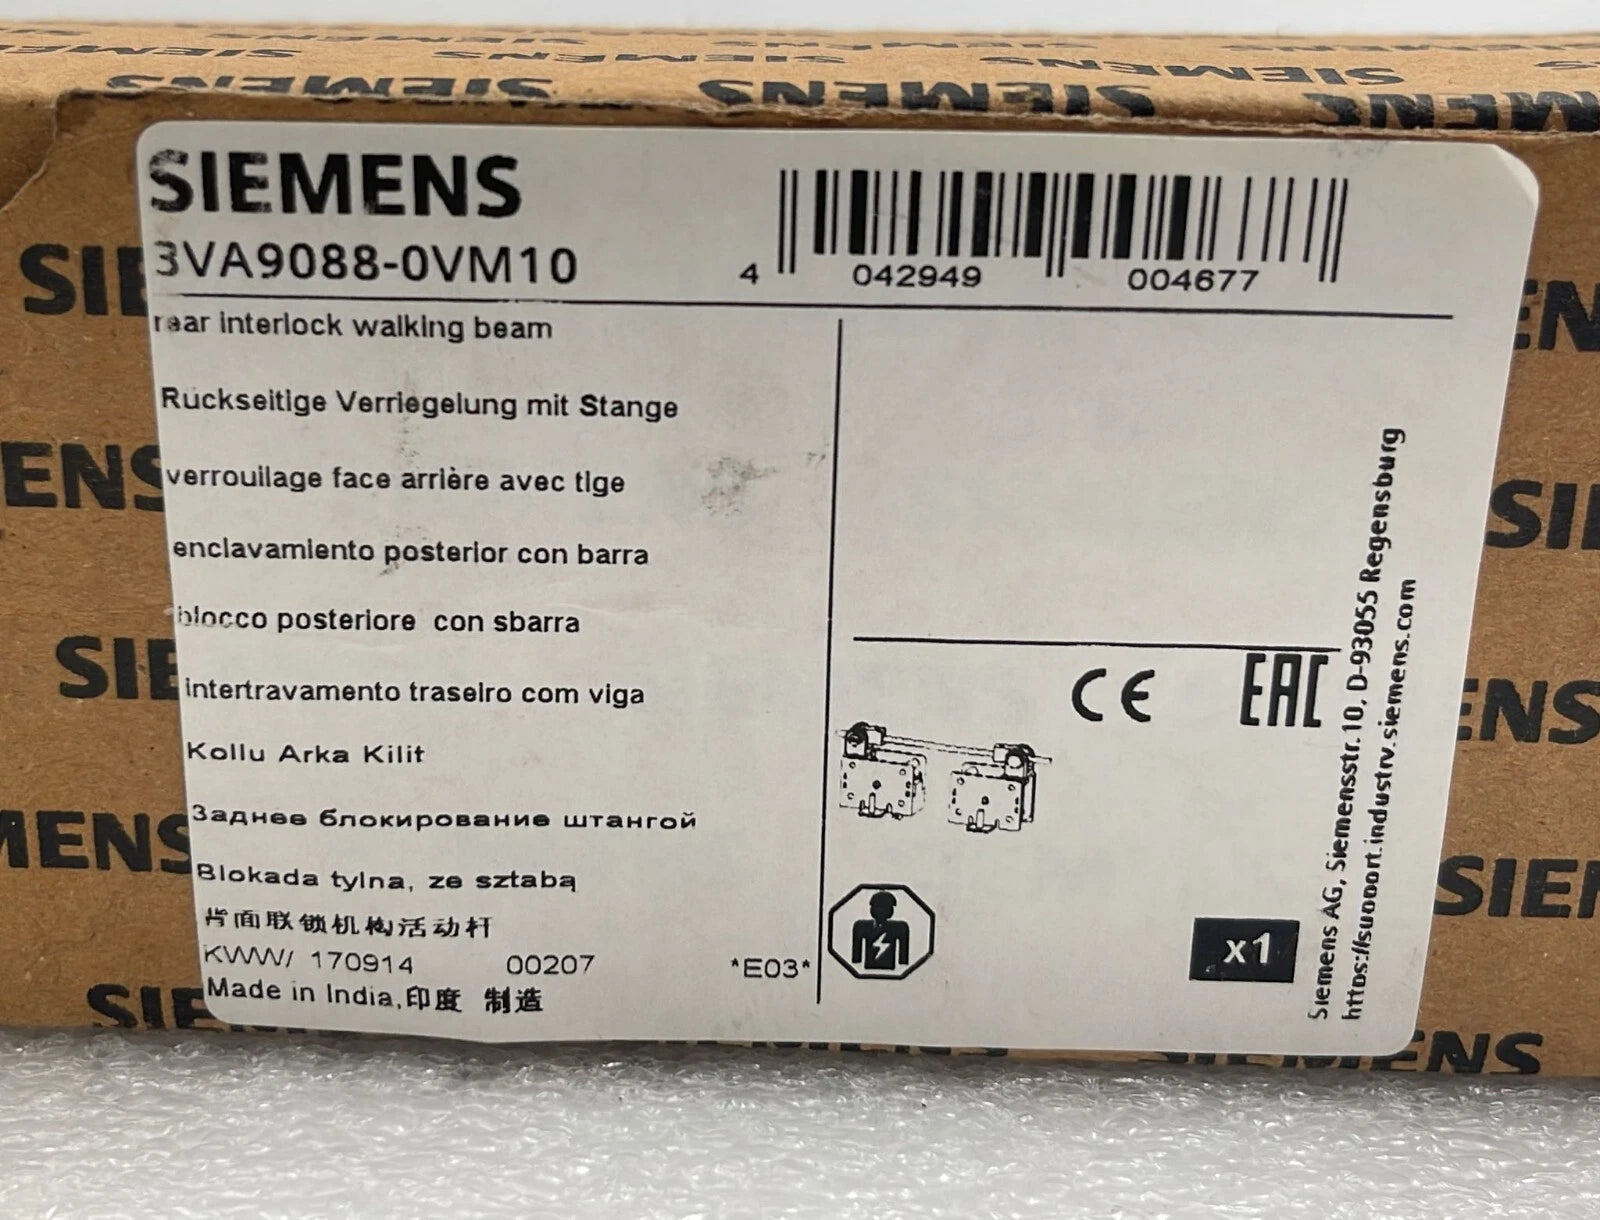 SIEMENS
3VA9088-0VM10
4 042949 004677
rear interlock walking beam
Rückseitige Verriegelung mit Stange
verrouilage face arrière avec tige
enclavamiento posterior con barra
blocco posteriore con sbarra
intertravamento traseiro com viga
Kollu Arka Kilit
Заднее блокирование штангой
Blokada tylna, ze sztabą
背面联锁机构活动杆
KWW/ 170914 00207 *E03*
Made in India,印度 制造
CE EAC
x1
Siemens AG, Siemensstr. 10, D-93055 Regensburg
https://support.industry.siemens.com